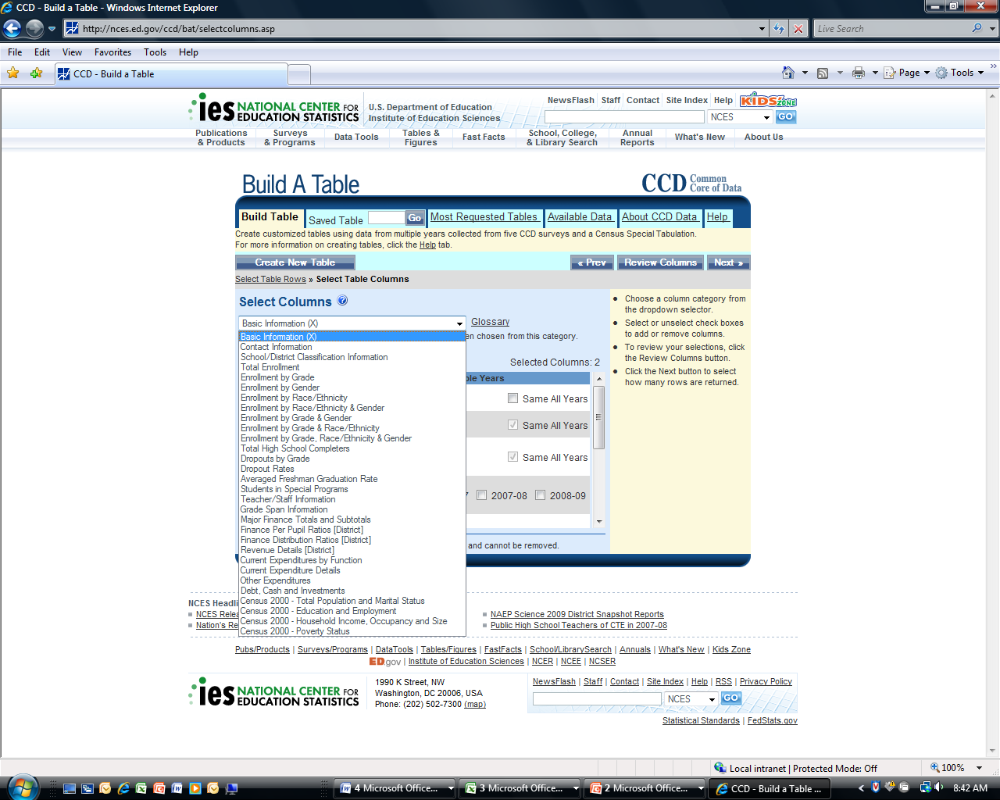 CCD - Build a Table - Windows Internet Explorer
http://nces.ed.gov/ccd/bat/selectcolumns.asp
Live Search
File Edit View Favorites Tools Help
CCD - Build a Table
Page Tools
ies NATIONAL CENTER FOR EDUCATION STATISTICS
U.S. Department of Education
Institute of Education Sciences
NewsFlash Staff Contact Site Index Help KIDS' ZONE
NCES GO
Publications & Products
Surveys & Programs
Data Tools
Tables & Figures
Fast Facts
School, College, & Library Search
Annual Reports
What's New
About Us
Build A Table
CCD Common Core of Data
Build Table Saved Table Go Most Requested Tables Available Data About CCD Data Help
Create customized tables using data from multiple years collected from five CCD surveys and a Census Special Tabulation.
For more information on creating tables, click the Help tab.
Create New Table « Prev Review Columns Next »
Select Table Rows » Select Table Columns
Select Columns ?
Basic Information (X) Glossary
en chosen from this category.
Selected Columns: 2
ble Years
Same All Years
Same All Years
Same All Years
7 2007-08 2008-09
and cannot be removed.
Basic Information (X)
Contact Information
School/District Classification Information
Total Enrollment
Enrollment by Grade
Enrollment by Gender
Enrollment by Race/Ethnicity
Enrollment by Race/Ethnicity & Gender
Enrollment by Grade & Gender
Enrollment by Grade & Race/Ethnicity
Enrollment by Grade, Race/Ethnicity & Gender
Total High School Completers
Dropouts by Grade
Dropout Rates
Averaged Freshman Graduation Rate
Students in Special Programs
Teacher/Staff Information
Grade Span Information
Major Finance Totals and Subtotals
Finance Per Pupil Ratios [District]
Finance Distribution Ratios [District]
Revenue Details [District]
Current Expenditures by Function
Current Expenditure Details
Other Expenditures
Debt, Cash and Investments
Census 2000 - Total Population and Marital Status
Census 2000 - Education and Employment
Census 2000 - Household Income, Occupancy and Size
Census 2000 - Poverty Status
Choose a column category from
the dropdown selector.
Select or unselect check boxes
to add or remove columns.
To review your selections, click
the Review Columns button.
Click the Next button to select
how many rows are returned.
NCES Headli
NCES Relea
Nation's Re
NAEP Science 2009 District Snapshot Reports
Public High School Teachers of CTE in 2007-08
Pubs/Products | Surveys/Programs | DataTools | Tables/Figures | FastFacts | School/LibrarySearch | Annuals | What's New | Kids Zone
EDgov | Institute of Education Sciences | NCER | NCEE | NCSER
ies NATIONAL CENTER FOR EDUCATION STATISTICS
1990 K Street, NW
Washington, DC 20006, USA
Phone: (202) 502-7300 (map)
NewsFlash | Staff | Contact | Site Index | Help | RSS | Privacy Policy
NCES GO
Statistical Standards | FedStats.gov
Local intranet | Protected Mode: Off 100%
4 Microsoft Office... 3 Microsoft Office... 2 Microsoft Office... CCD - Build a Table ... 8:42 AM